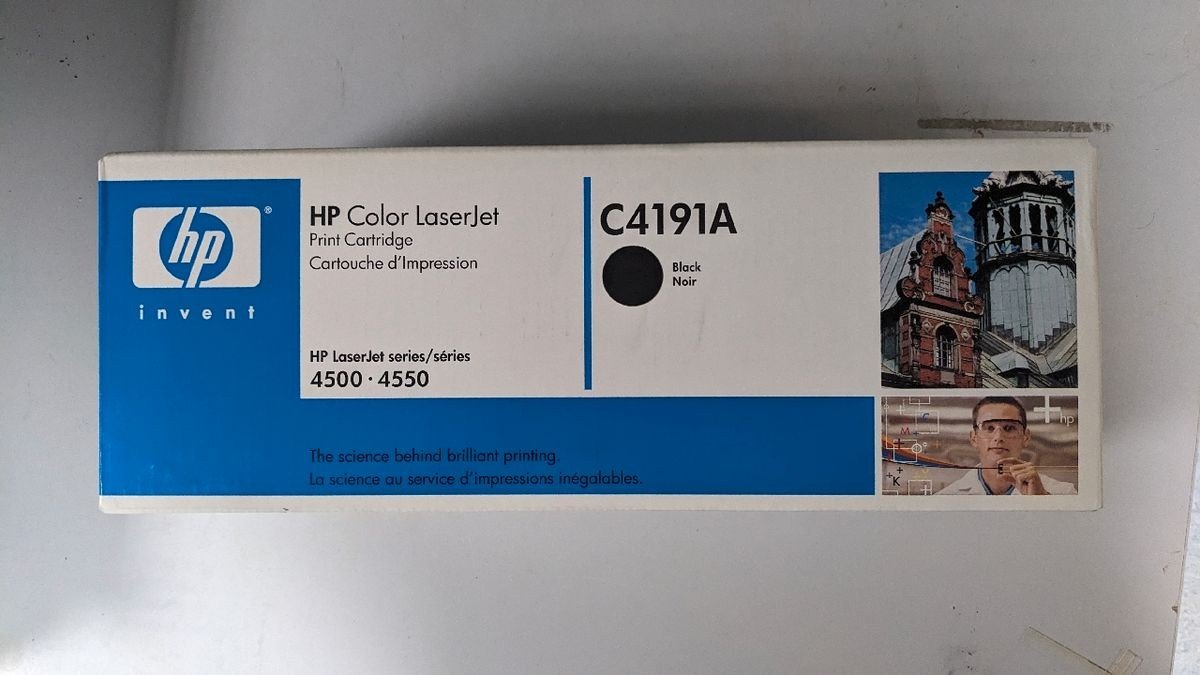 hp®
invent
HP Color LaserJet
Print Cartridge
Cartouche d'Impression
HP LaserJet series/séries
4500 · 4550
The science behind brilliant printing.
La science au service d'impressions inégalables.
C4191A
Black
Noir
+hp
M
E
K